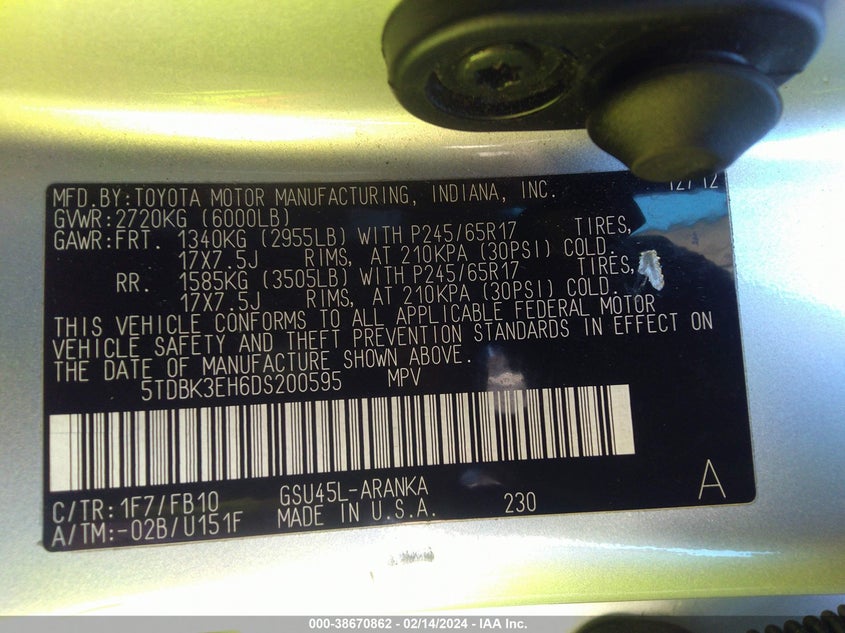 MFD.BY:TOYOTA MOTOR MANUFACTURING, INDIANA, INC. 12/12
GVWR:2720KG (6000LB)
GAWR:FRT. 1340KG (2955LB) WITH P245/65R17 TIRES,
17X7.5J RIMS, AT 210KPA (30PSI) COLD.
RR. 1585KG (3505LB) WITH P245/65R17 TIRES,
17X7.5J RIMS, AT 210KPA (30PSI) COLD.
THIS VEHICLE CONFORMS TO ALL APPLICABLE FEDERAL MOTOR
VEHICLE SAFETY AND THEFT PREVENTION STANDARDS IN EFFECT ON
THE DATE OF MANUFACTURE SHOWN ABOVE.
5TDBK3EH6DS200595 MPV
C/TR:1F7/FB10 GSU45L-ARANKA
A/TM:-02B/U151F MADE IN U.S.A. 230
A
000-38670862 - 02/14/2024 - IAA Inc.